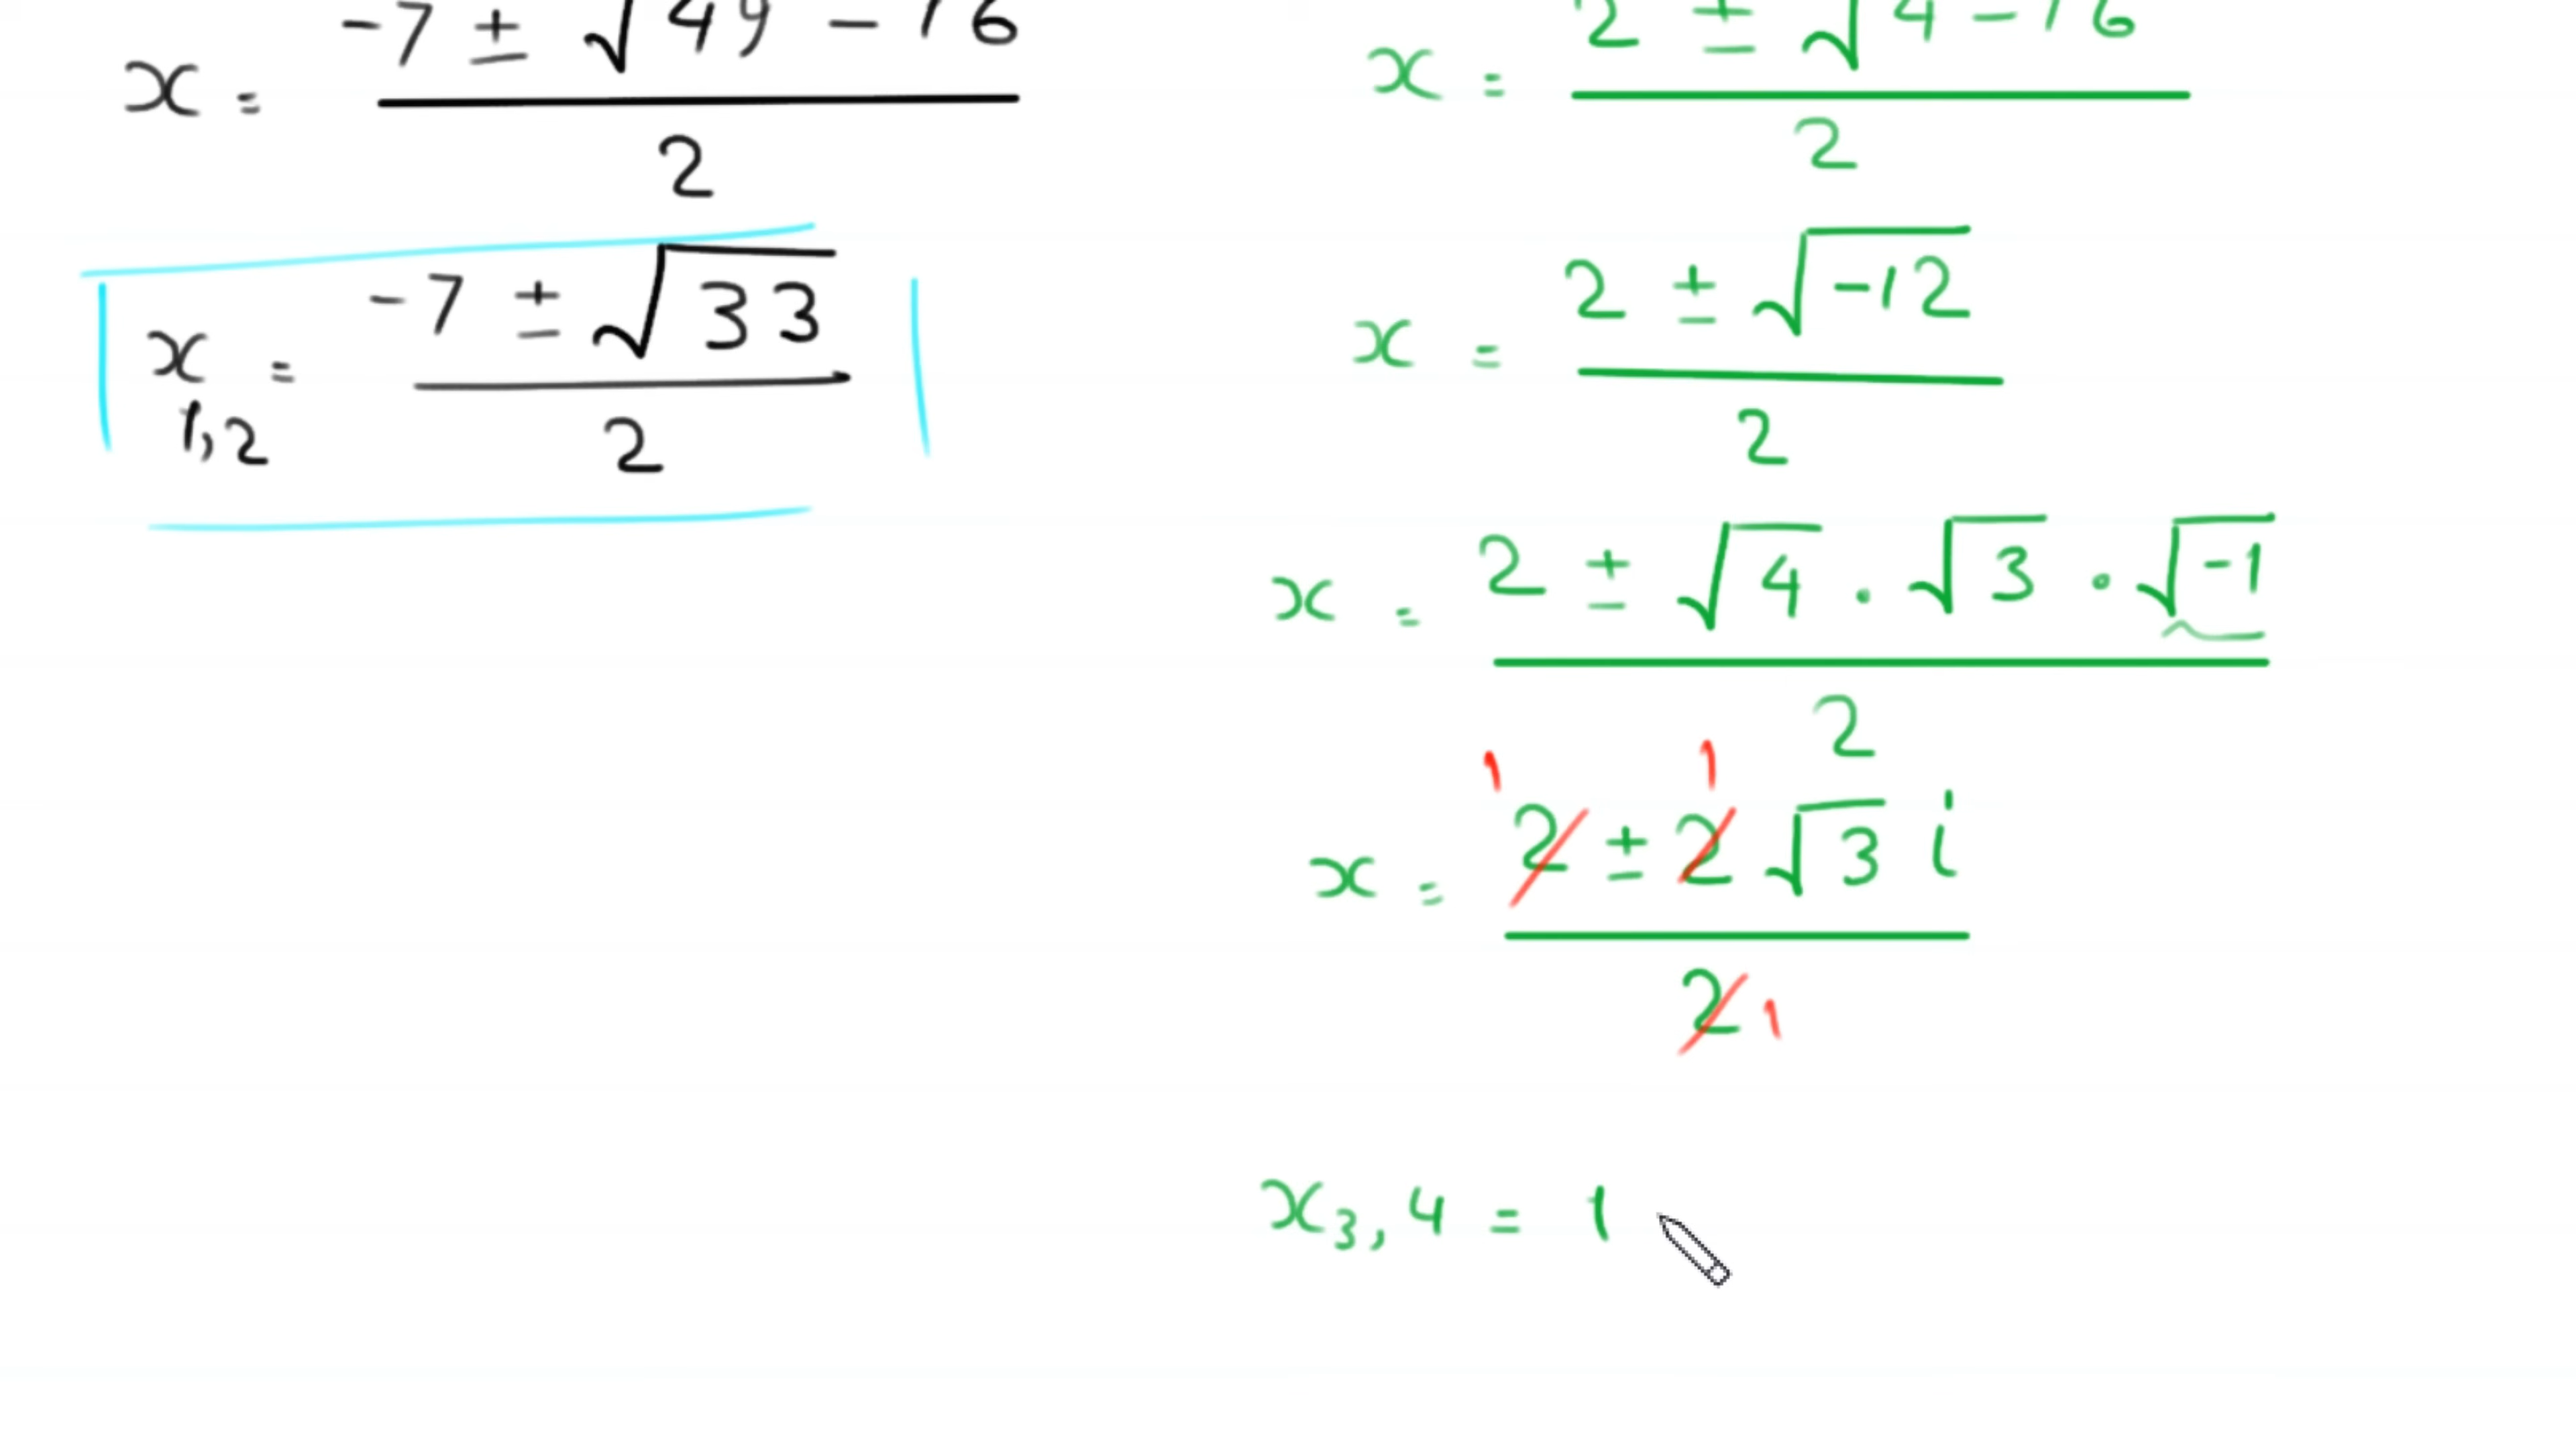 x = -7 ± √49 - 16
2
x1,2 = -7 ± √33
2
x = 2 ± √4 - 16
2
x = 2 ± √-12
2
x = 2 ± √4 . √3 . √-1
2
1 1
x = 2 ± 2 √3 i
2 1
x3,4 = 1